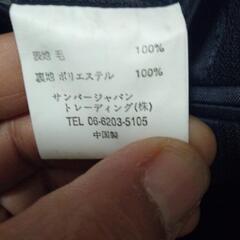 表地 毛 100%
裏地 ポリエステル 100%
サンバージャパン
トレーディング(株)
TEL 06-6203-5105
中国製